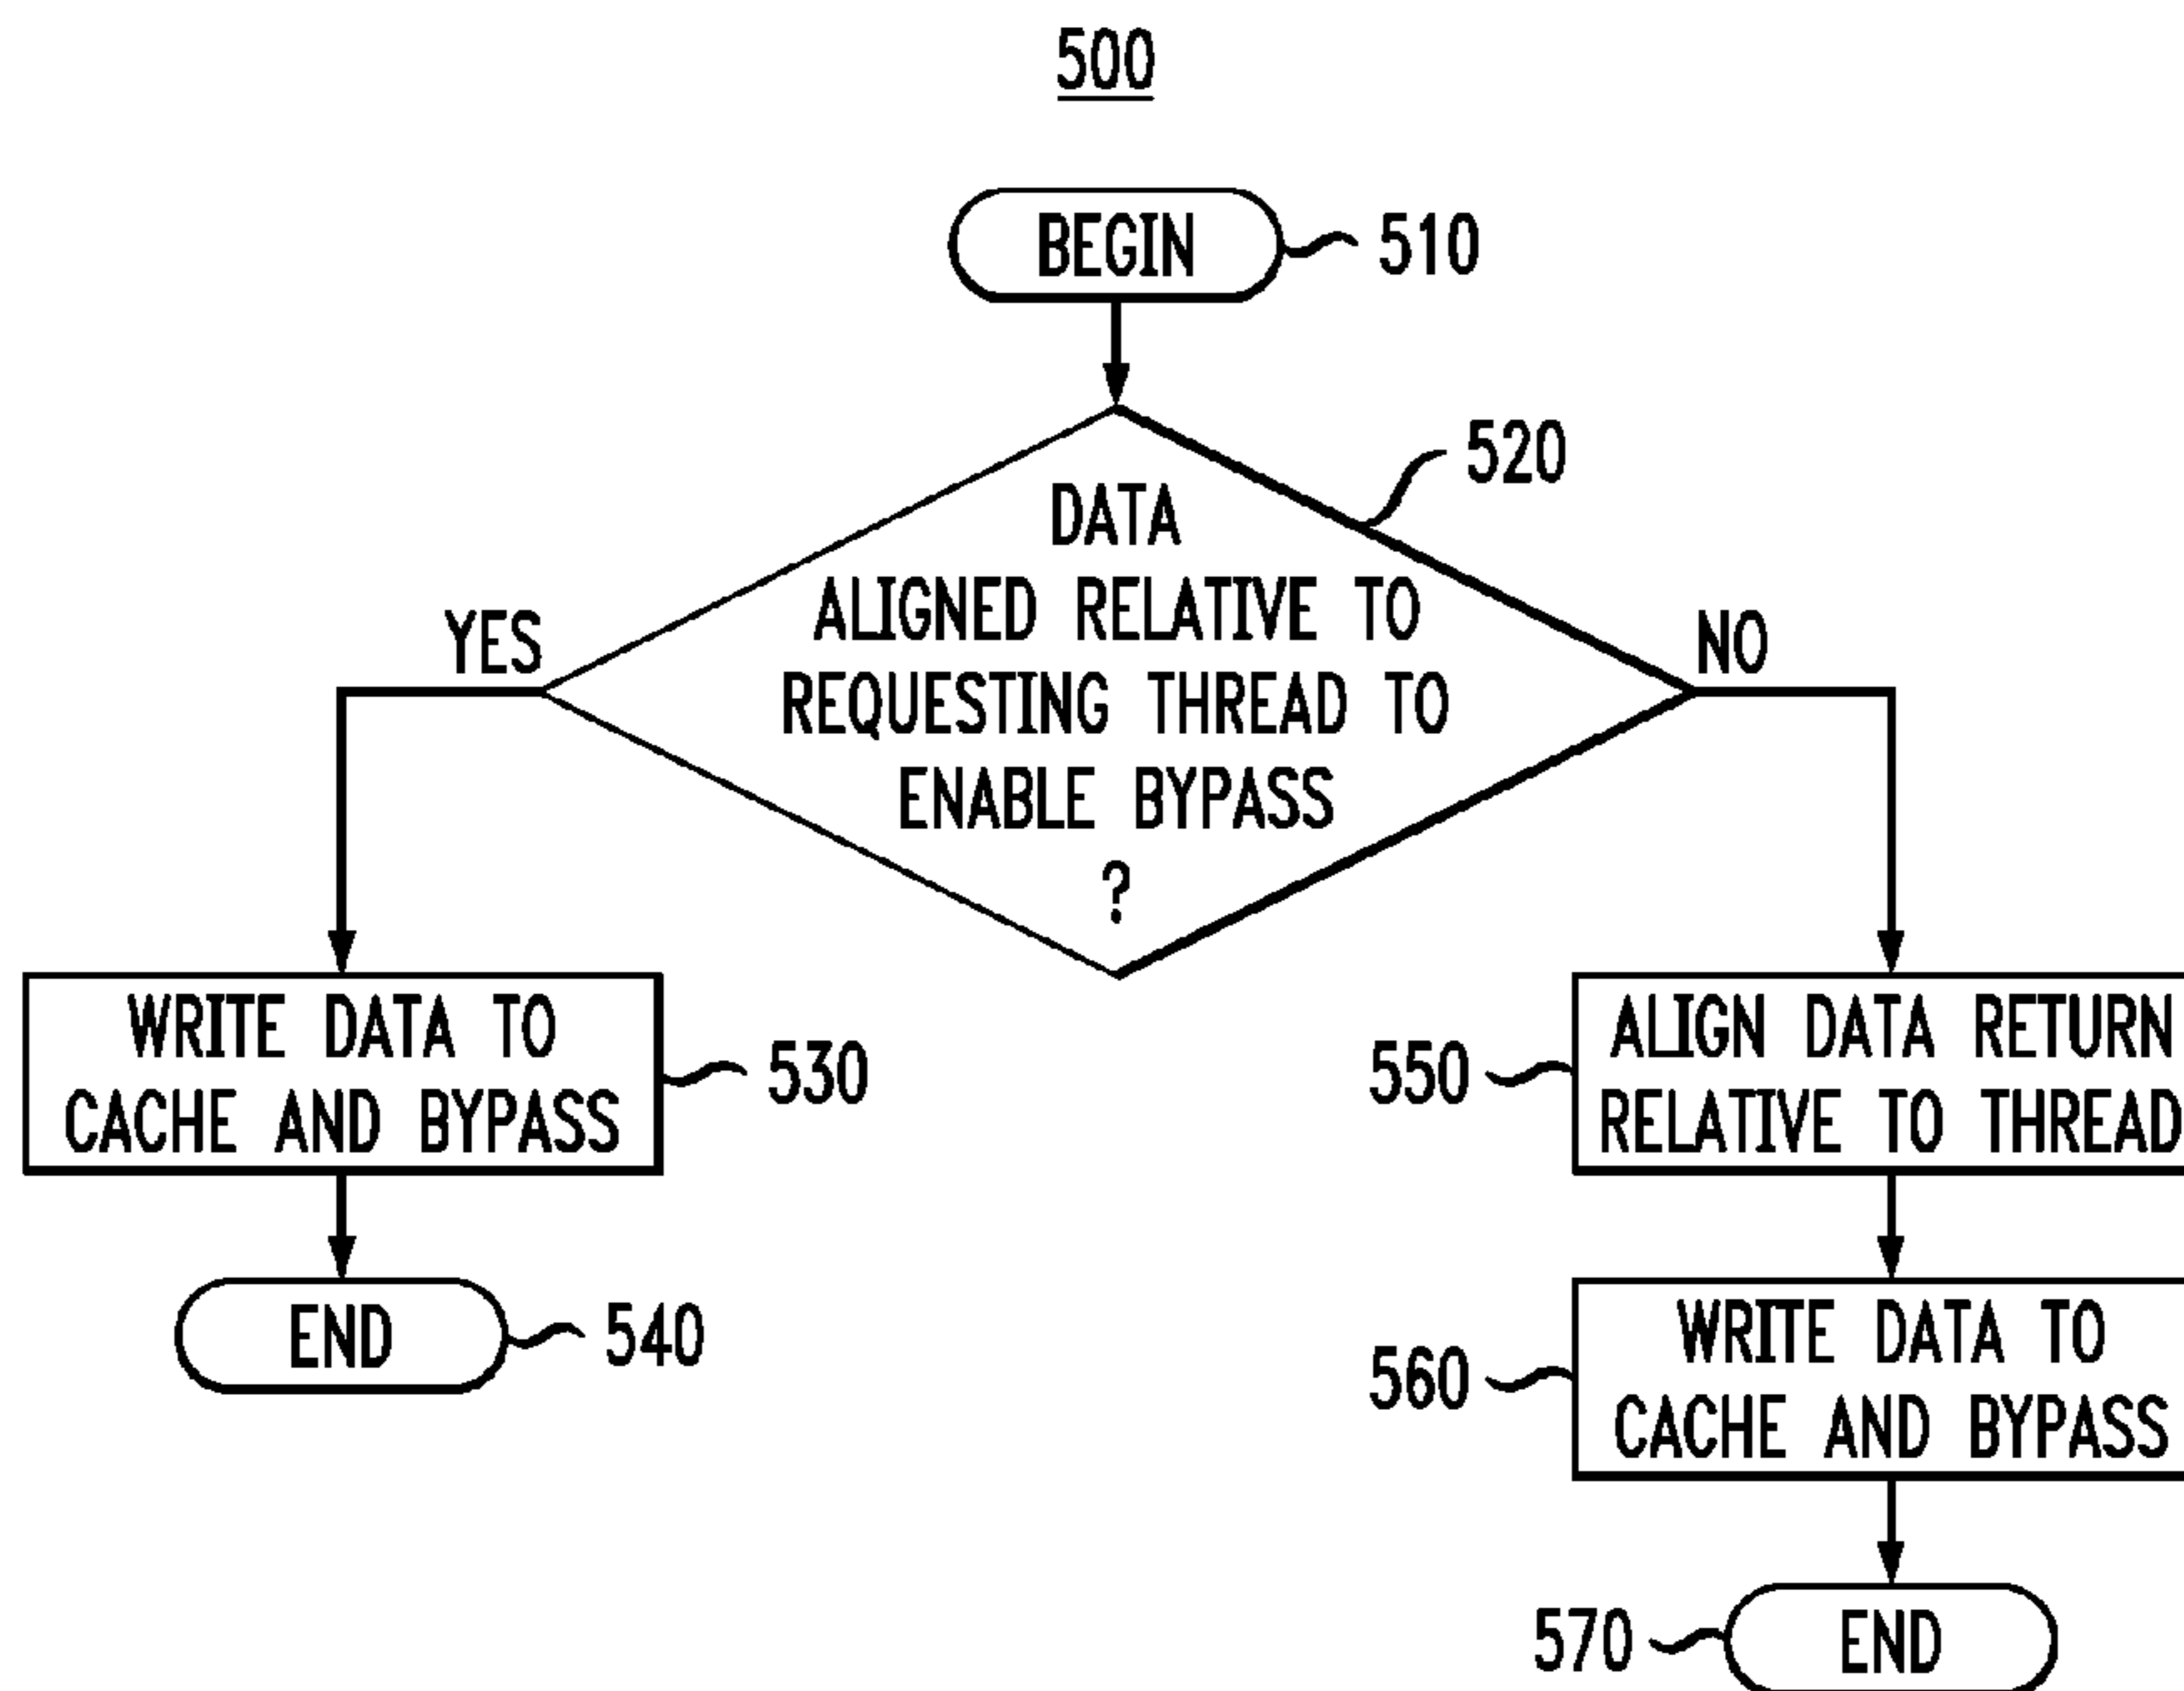 500
BEGIN
510
520
DATA
ALIGNED RELATIVE TO
REQUESTING THREAD TO
ENABLE BYPASS
?
YES
NO
WRITE DATA TO
CACHE AND BYPASS
530
END
540
550
ALIGN DATA RETURN
RELATIVE TO THREAD
560
WRITE DATA TO
CACHE AND BYPASS
570
END